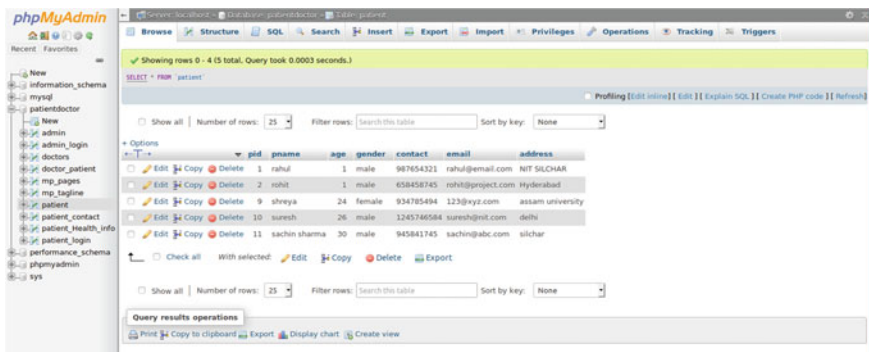 phpMyAdmin
Recent Favorites
New
information_schema
mysql
patientdoctor
New
admin
admin_login
doctors
doctor_patient
mp_pages
mp_tagline
patient
patient_contact
patient_Health_info
patient_login
performance_schema
phpmyadmin
sys
Server: localhost » Database: patientdoctor » Table: patient
Browse Structure SQL Search Insert Export Import Privileges Operations Tracking Triggers
Showing rows 0 - 4 (5 total, Query took 0.0003 seconds.)
SELECT * FROM `patient`
Profiling [Edit inline] [ Edit ] [ Explain SQL ] [ Create PHP code ] [ Refresh]
Show all | Number of rows: 25 Filter rows: Search this table Sort by key: None
+ Options
←T→ pid pname age gender contact email address
Edit Copy Delete 1 rahul 1 male 987654321 rahul@email.com NIT SILCHAR
Edit Copy Delete 2 rohit 1 male 658458745 rohit@project.com Hyderabad
Edit Copy Delete 9 shreya 24 female 934785494 123@xyz.com assam university
Edit Copy Delete 10 suresh 26 male 1245746584 suresh@nit.com delhi
Edit Copy Delete 11 sachin sharma 30 male 945841745 sachin@abc.com silchar
Check all With selected: Edit Copy Delete Export
Show all | Number of rows: 25 Filter rows: Search this table Sort by key: None
Query results operations
Print Copy to clipboard Export Display chart Create view